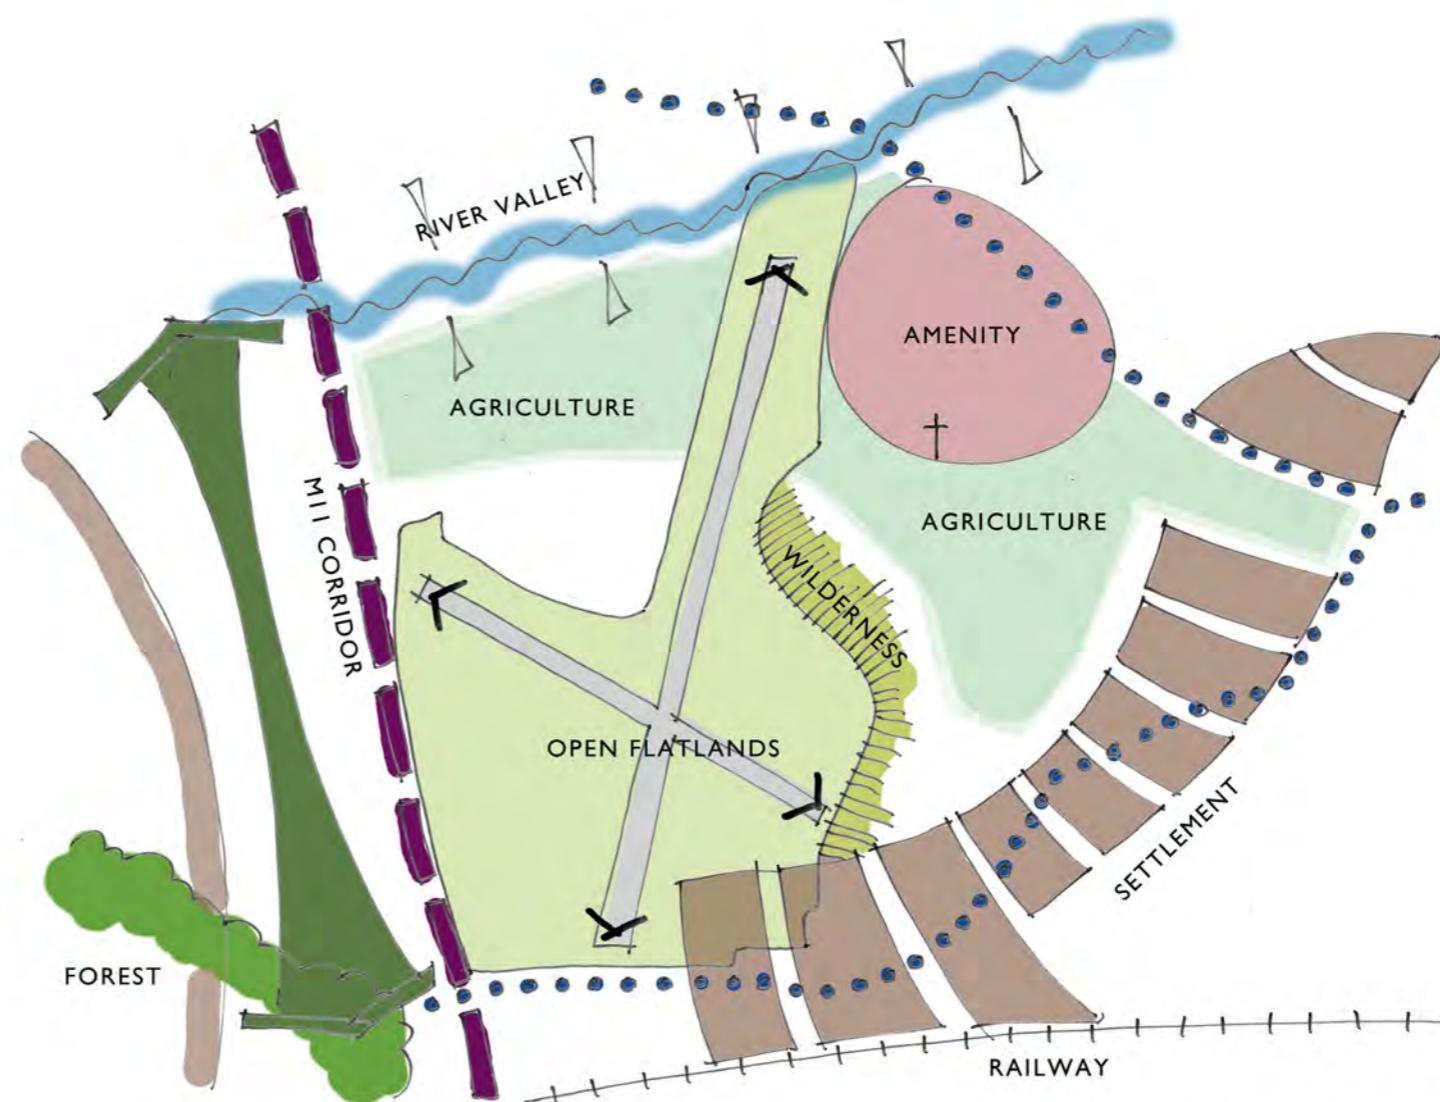 RIVER VALLEY
AMENITY
AGRICULTURE
M11 CORRIDOR
AGRICULTURE
WILDERNESS
OPEN FLATLANDS
SETTLEMENT
FOREST
RAILWAY